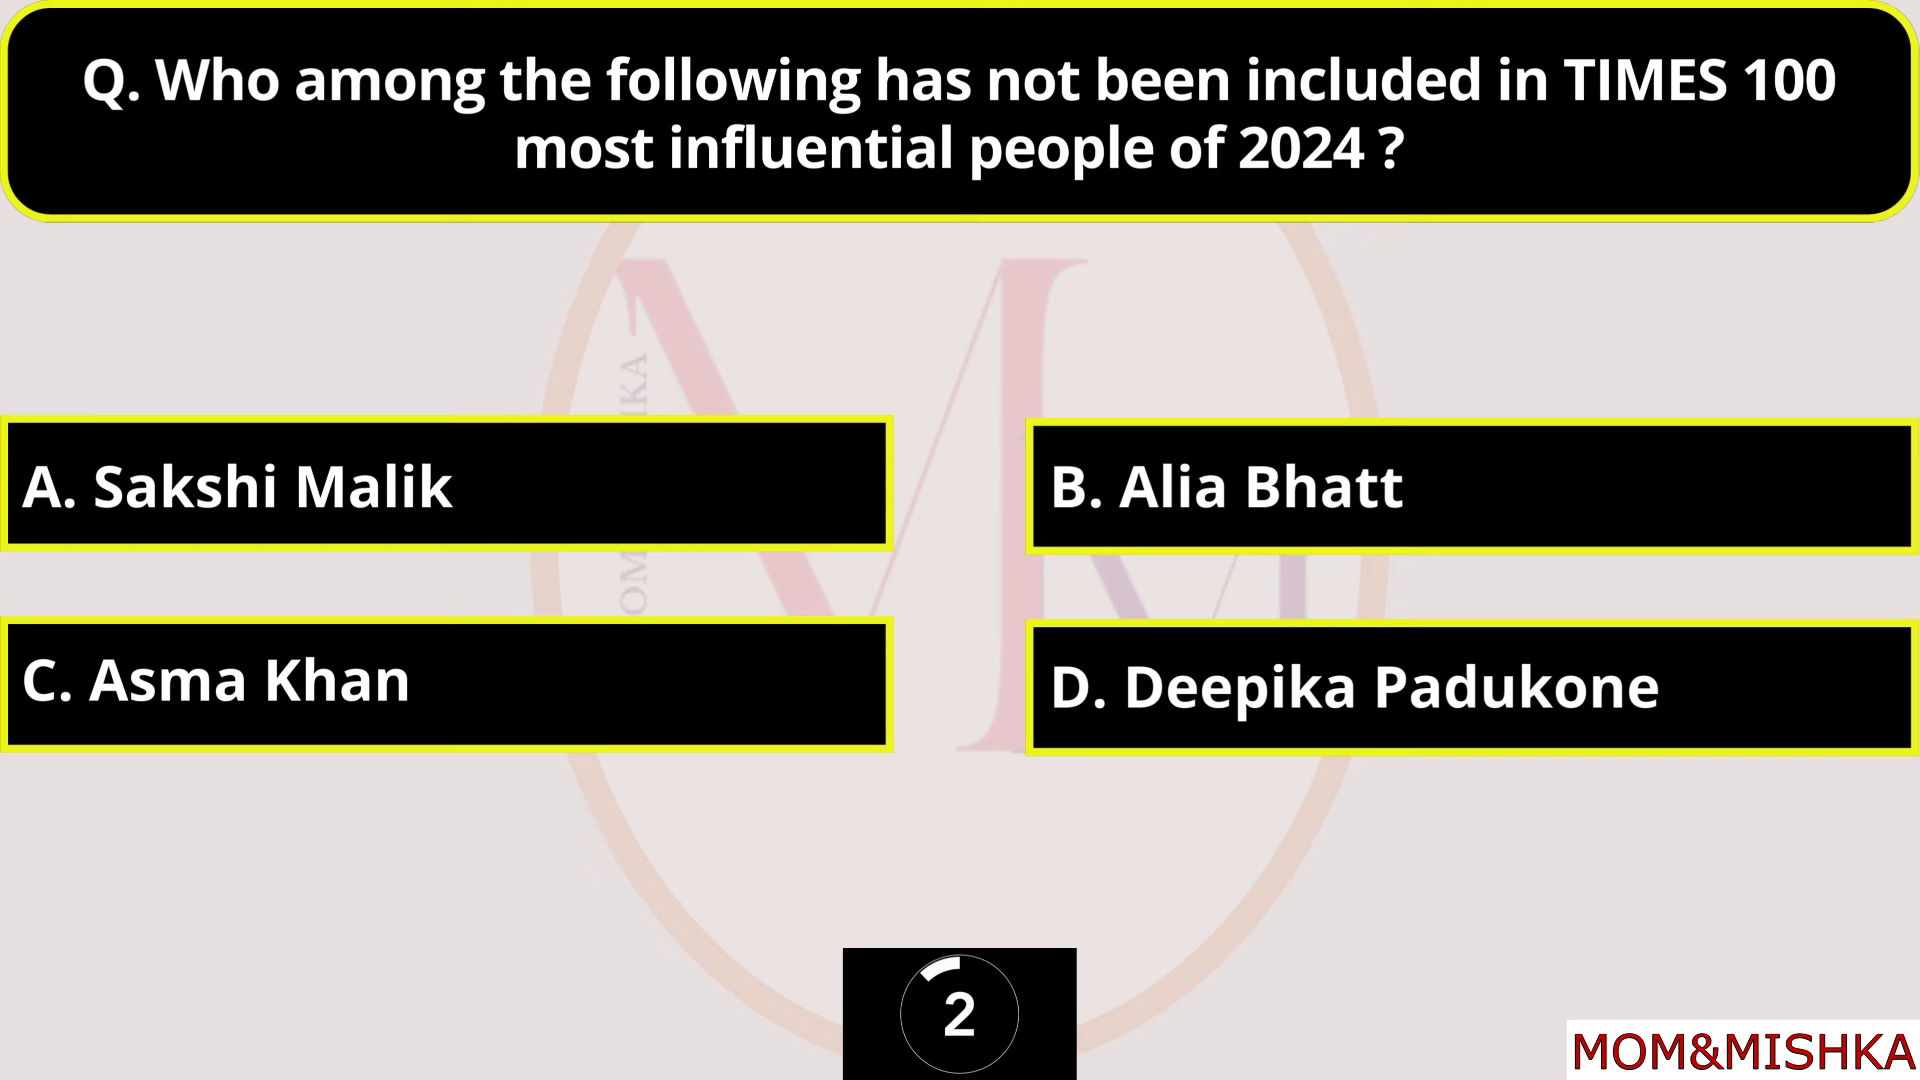 Q. Who among the following has not been included in TIMES 100
most influential people of 2024 ?
A. Sakshi Malik
B. Alia Bhatt
C. Asma Khan
D. Deepika Padukone
2
MOM&MISHKA